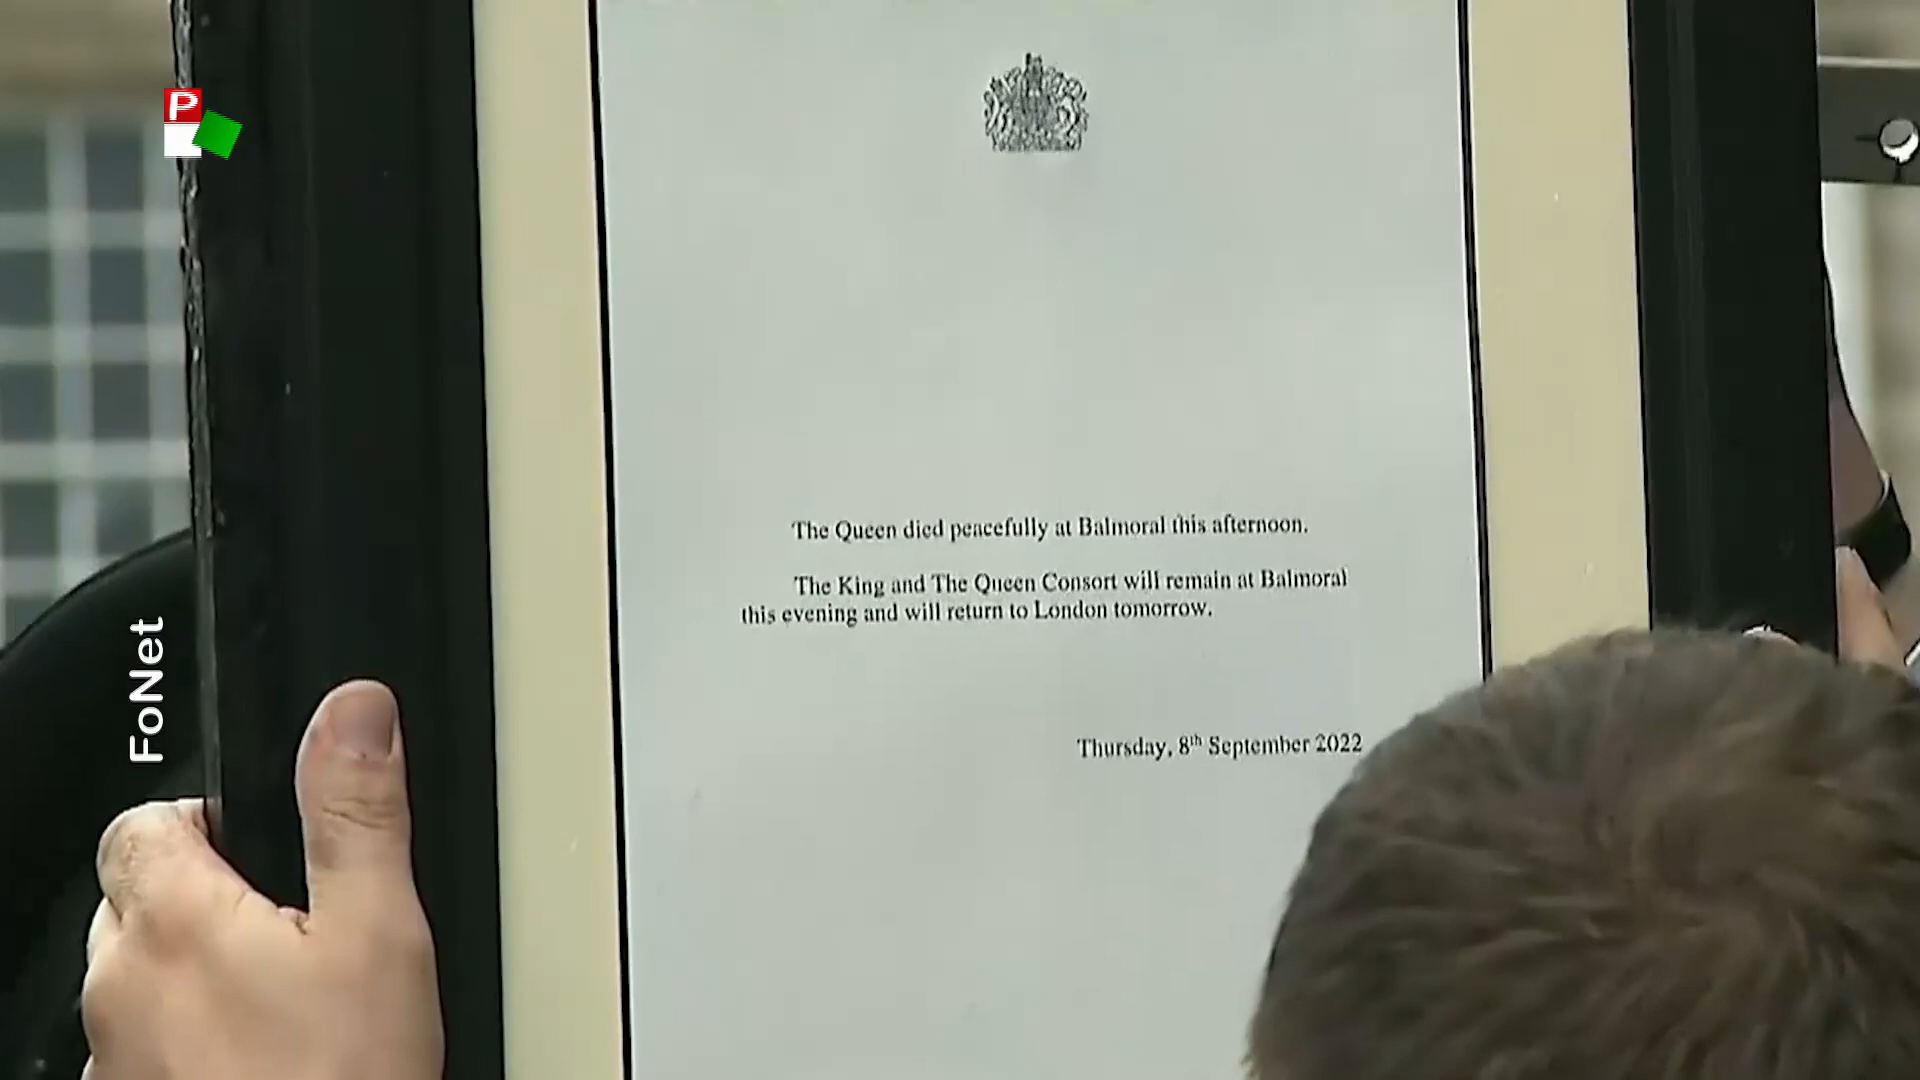 P
The Queen died peacefully at Balmoral this afternoon.
The King and The Queen Consort will remain at Balmoral
this evening and will return to London tomorrow.
Thursday, 8th September 2022
FoNet